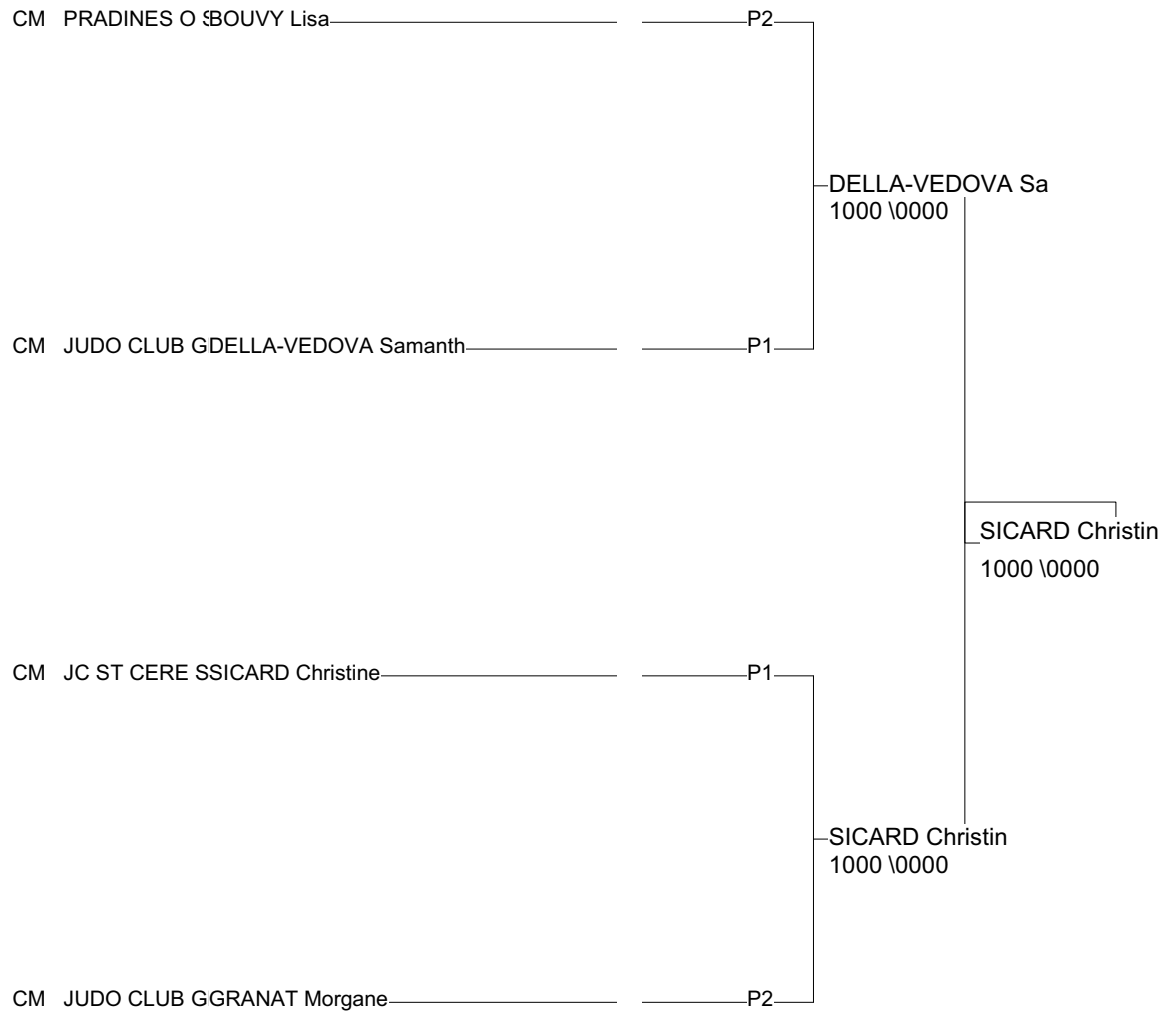 CM PRADINES O SBOUVY Lisa P2
DELLA-VEDOVA Sa
1000 \0000
CM JUDO CLUB GDELLA-VEDOVA Samanth P1
SICARD Christin
1000 \0000
CM JC ST CERE SSICARD Christine P1
SICARD Christin
1000 \0000
CM JUDO CLUB GGRANAT Morgane P2